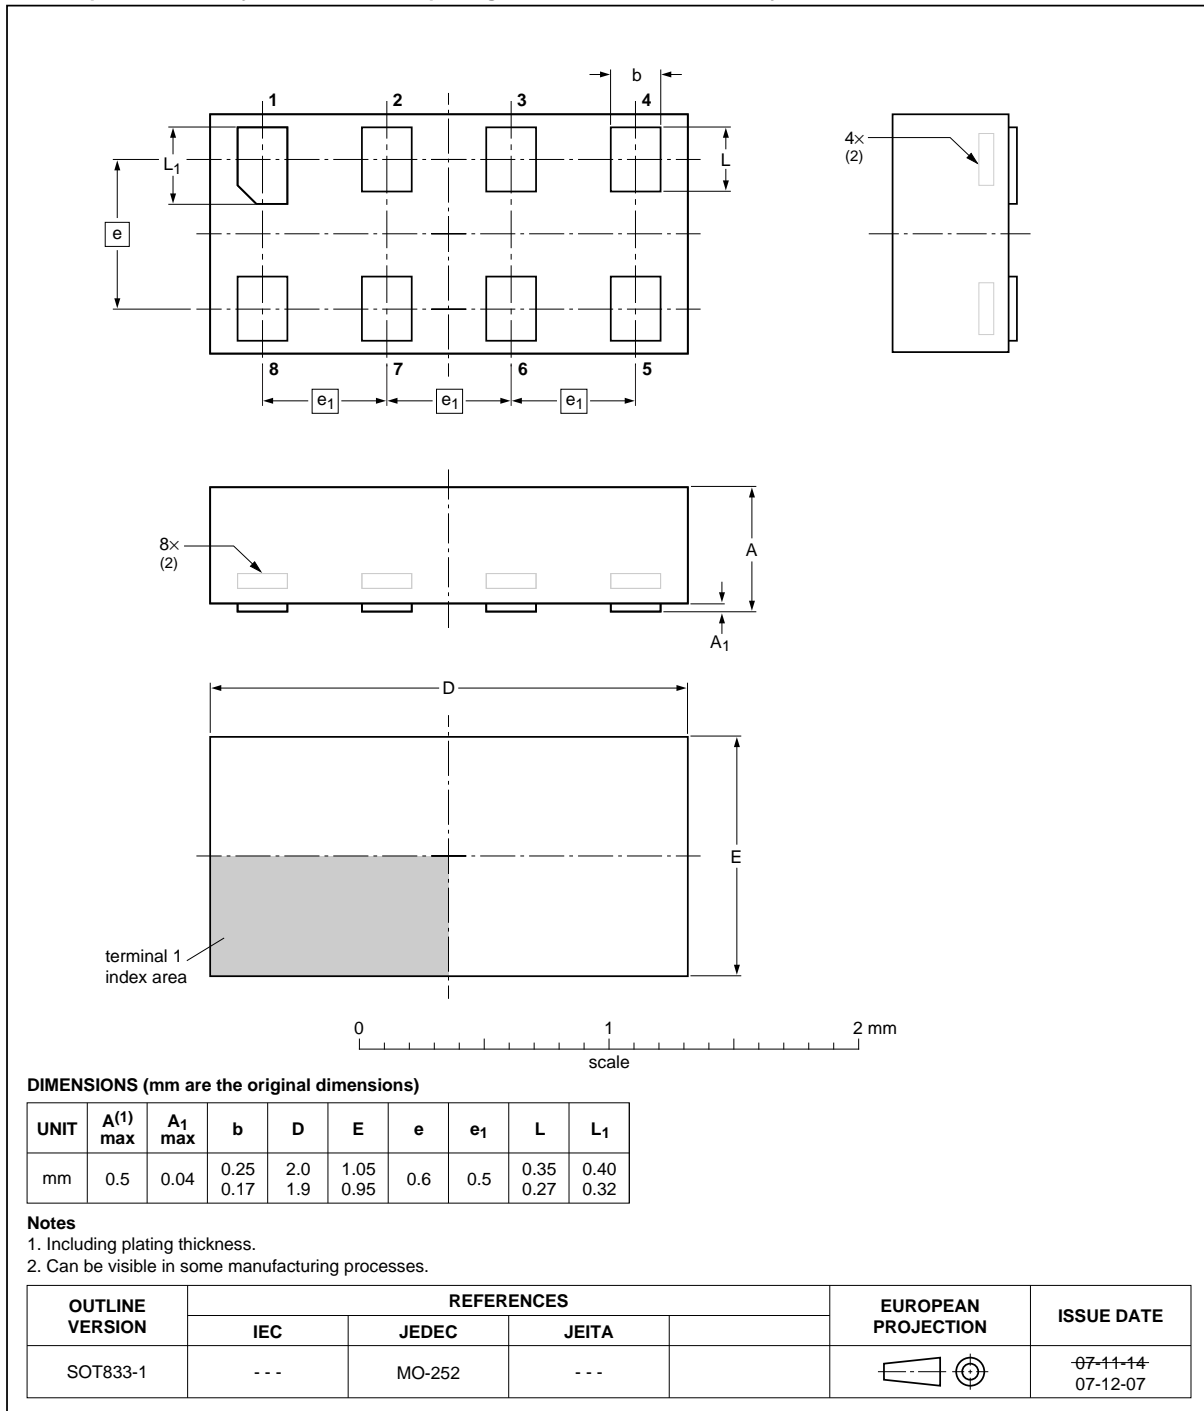 1 2 3 4
b
L1
L
e
8 7 6 5
e1 e1 e1
4×
(2)
8×
(2)
A
A1
D
E
terminal 1
index area
0 1 2 mm
scale
DIMENSIONS (mm are the original dimensions)
UNIT A(1) max A1 max b D E e e1 L L1
mm 0.5 0.04 0.25 0.17 2.0 1.9 1.05 0.95 0.6 0.5 0.35 0.27 0.40 0.32
Notes
1. Including plating thickness.
2. Can be visible in some manufacturing processes.
OUTLINE VERSION REFERENCES EUROPEAN PROJECTION ISSUE DATE
IEC JEDEC JEITA
SOT833-1 - - - MO-252 - - - 07-11-14
07-12-07